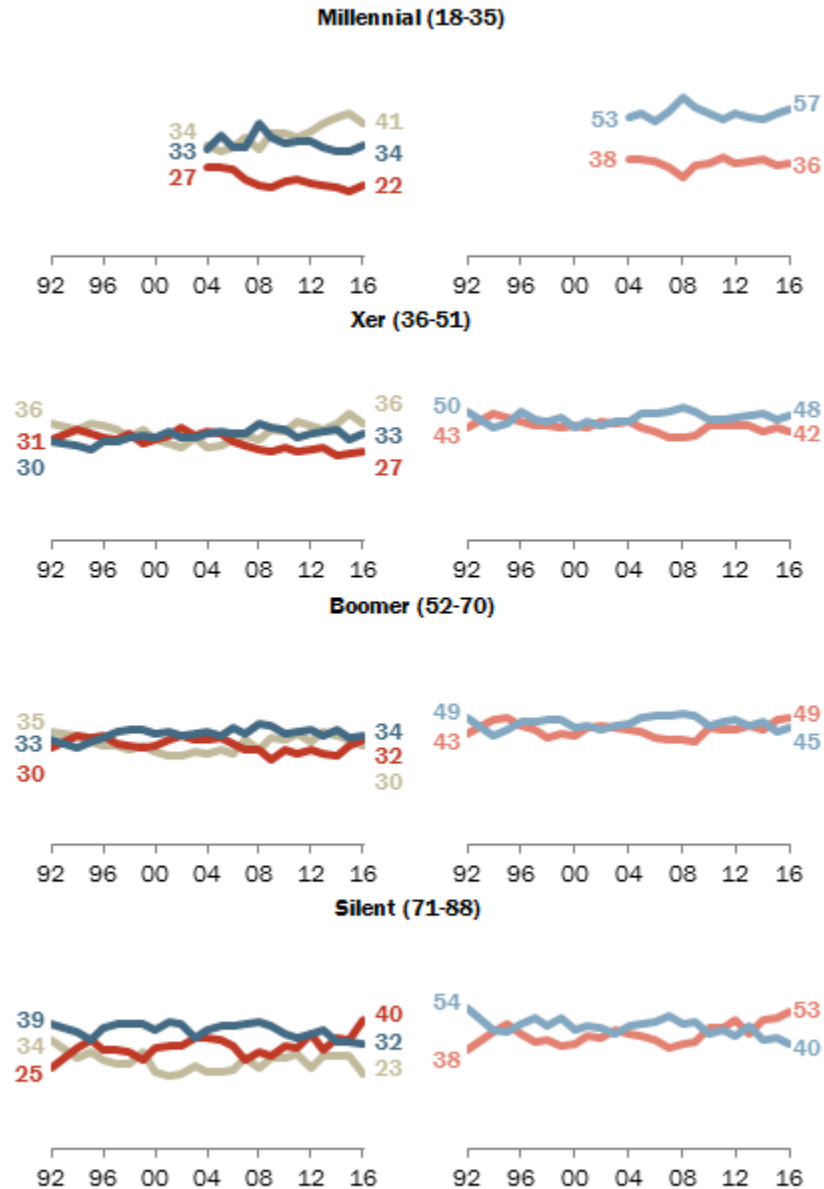 Millennial (18-35)
34 41 53 57
33 34
27 22 38 36
92 96 00 04 08 12 16 92 96 00 04 08 12 16
Xer (36-51)
36 36 50 48
31 33 43 42
30 27
92 96 00 04 08 12 16 92 96 00 04 08 12 16
Boomer (52-70)
35 34 49 49
33 32 43 45
30 30
92 96 00 04 08 12 16 92 96 00 04 08 12 16
Silent (71-88)
39 40 54 53
34 32
25 23 38 40
92 96 00 04 08 12 16 92 96 00 04 08 12 16